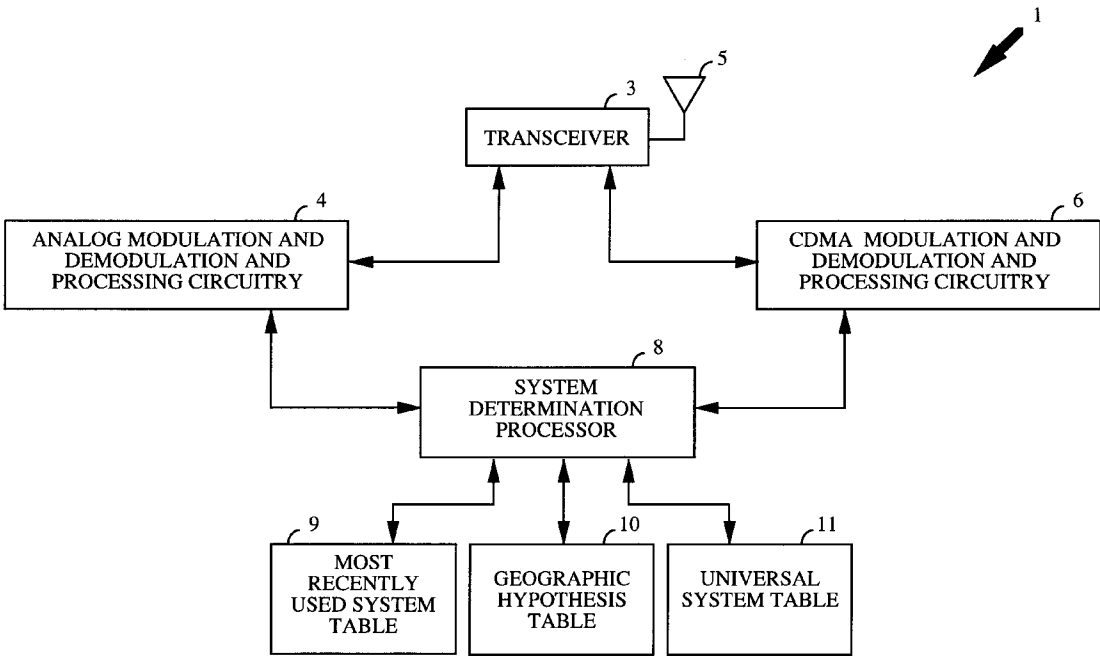 1
5
3
TRANSCEIVER
4
ANALOG MODULATION AND
DEMODULATION AND
PROCESSING CIRCUITRY
6
CDMA MODULATION AND
DEMODULATION AND
PROCESSING CIRCUITRY
8
SYSTEM
DETERMINATION
PROCESSOR
9
MOST
RECENTLY
USED SYSTEM
TABLE
10
GEOGRAPHIC
HYPOTHESIS
TABLE
11
UNIVERSAL
SYSTEM TABLE